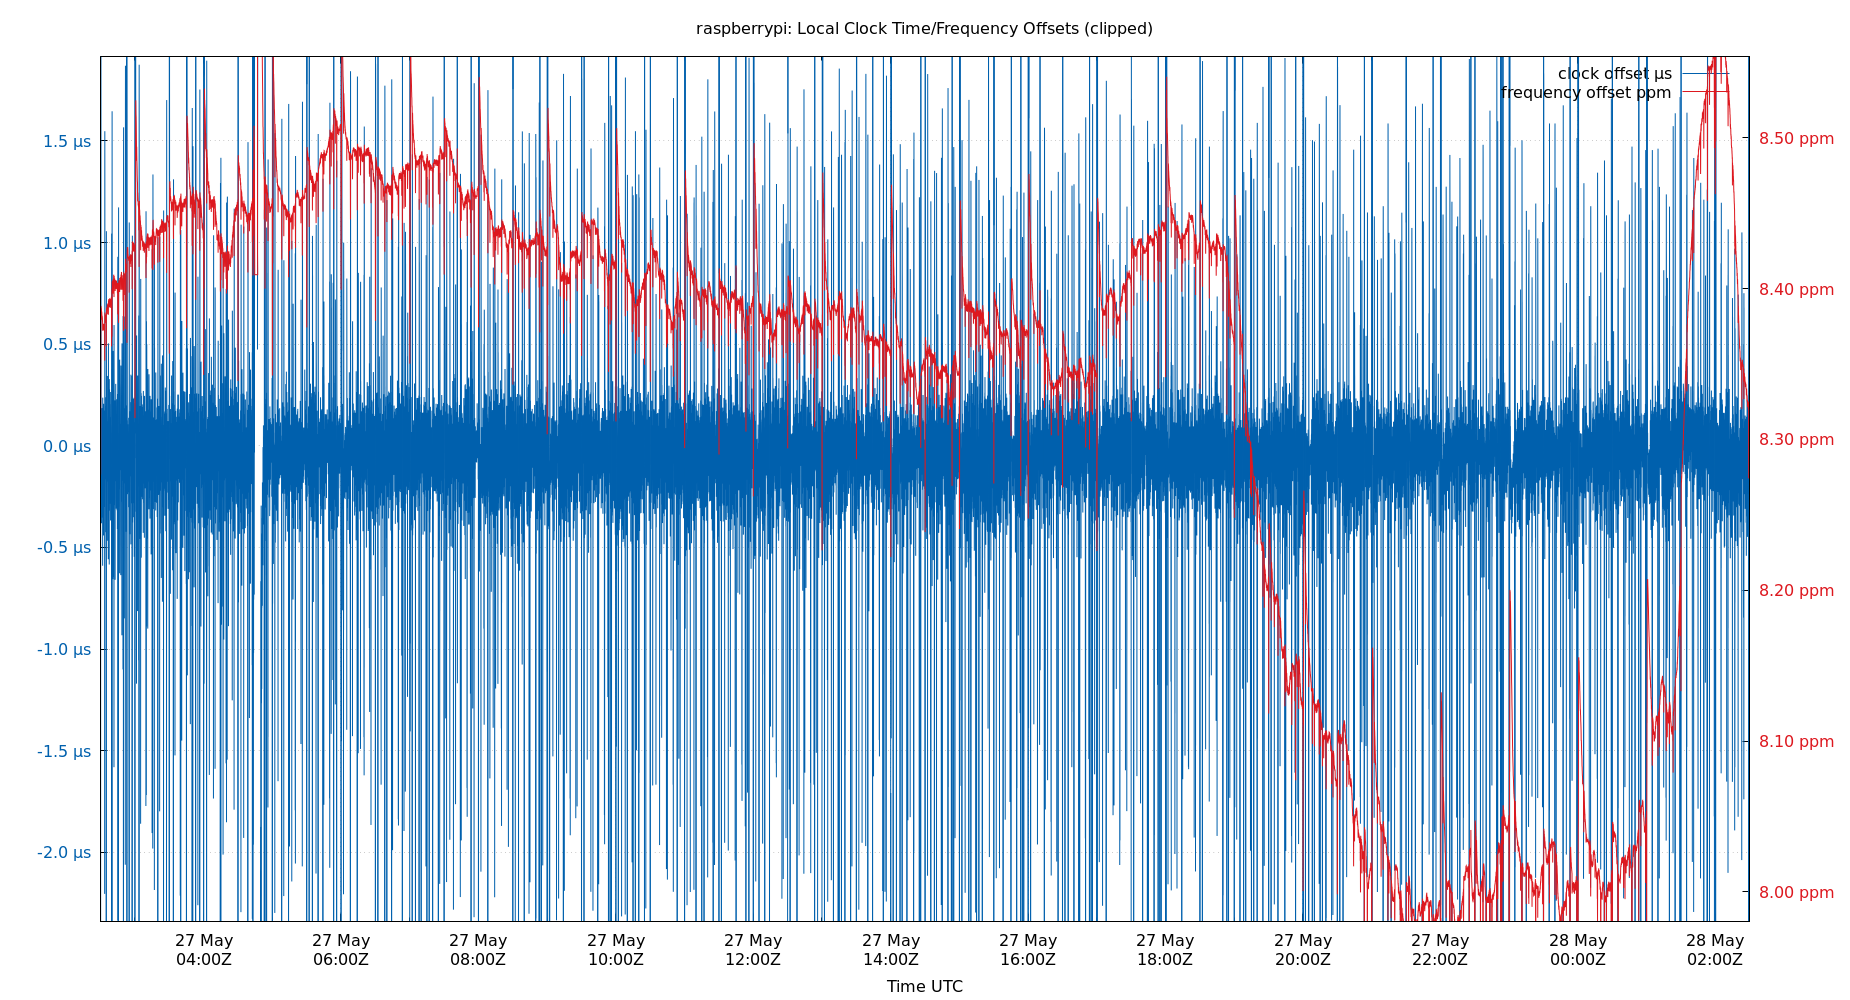 raspberrypi: Local Clock Time/Frequency Offsets (clipped)
clock offset µs
frequency offset ppm
1.5 µs
1.0 µs
0.5 µs
0.0 µs
-0.5 µs
-1.0 µs
-1.5 µs
-2.0 µs
8.50 ppm
8.40 ppm
8.30 ppm
8.20 ppm
8.10 ppm
8.00 ppm
27 May
04:00Z
27 May
06:00Z
27 May
08:00Z
27 May
10:00Z
27 May
12:00Z
27 May
14:00Z
27 May
16:00Z
27 May
18:00Z
27 May
20:00Z
27 May
22:00Z
28 May
00:00Z
28 May
02:00Z
Time UTC